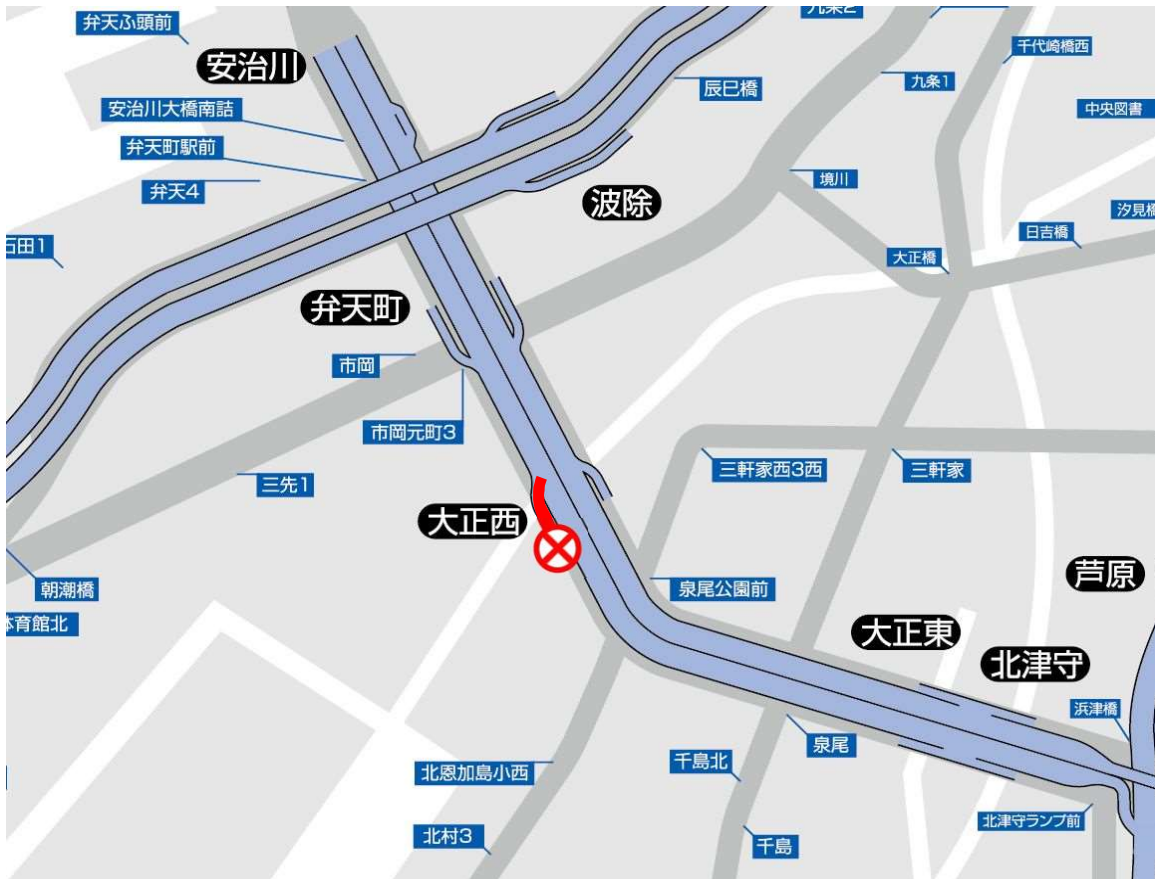 弁天ふ頭前
安治川
九条2
千代崎橋西
九条1
辰巳橋
中央図書
安治川大橋南詰
弁天町駅前
弁天4
境川
波除
汐見橋
日吉橋
石田1
大正橋
弁天町
市岡
市岡元町3
三軒家西3西
三軒家
三先1
大正西
朝潮橋
泉尾公園前
芦原
体育館北
大正東
北津守
浜津橋
泉尾
千島北
北恩加島小西
北津守ランプ前
北村3
千島